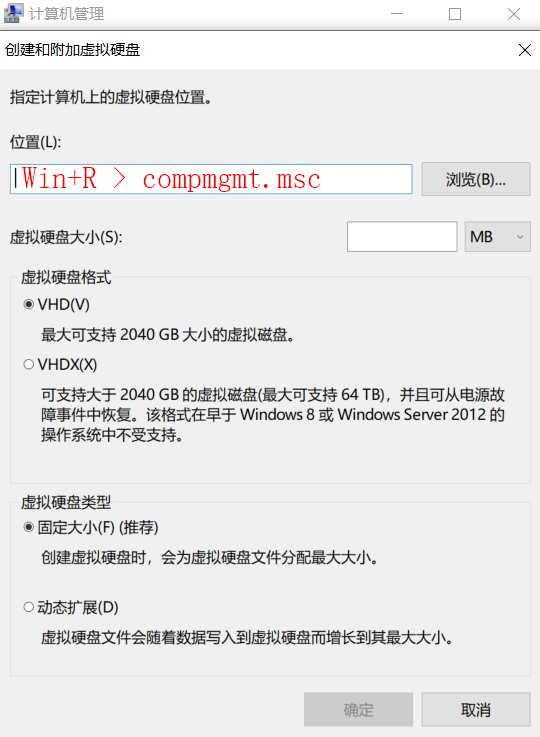 计算机管理
创建和附加虚拟硬盘
指定计算机上的虚拟硬盘位置。
位置(L):
Win+R > compmgmt.msc
浏览(B)...
虚拟硬盘大小(S):
MB
虚拟硬盘格式
VHD(V)
最大可支持 2040 GB 大小的虚拟磁盘。
VHDX(X)
可支持大于 2040 GB 的虚拟磁盘(最大可支持 64 TB)，并且可从电源故
障事件中恢复。该格式在早于 Windows 8 或 Windows Server 2012 的
操作系统中不受支持。
虚拟硬盘类型
固定大小(F) (推荐)
创建虚拟硬盘时，会为虚拟硬盘文件分配最大大小。
动态扩展(D)
虚拟硬盘文件会随着数据写入到虚拟硬盘而增长到其最大大小。
确定
取消